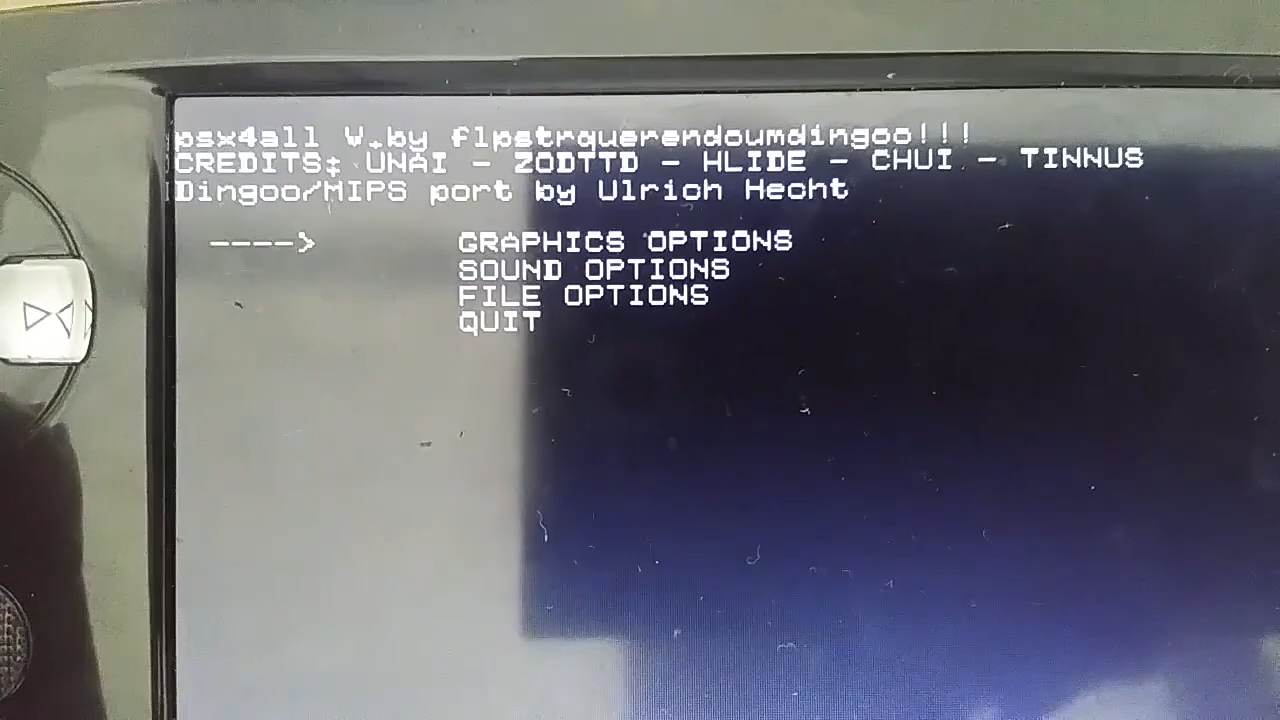 psx4all V.by flpstrquerendoumdingoo!!!
CREDITS: UNAI - ZODTTD - HLIDE - CHUI - TINNUS
Dingoo/MIPS port by Ulrich Hecht
----> GRAPHICS OPTIONS
SOUND OPTIONS
FILE OPTIONS
QUIT